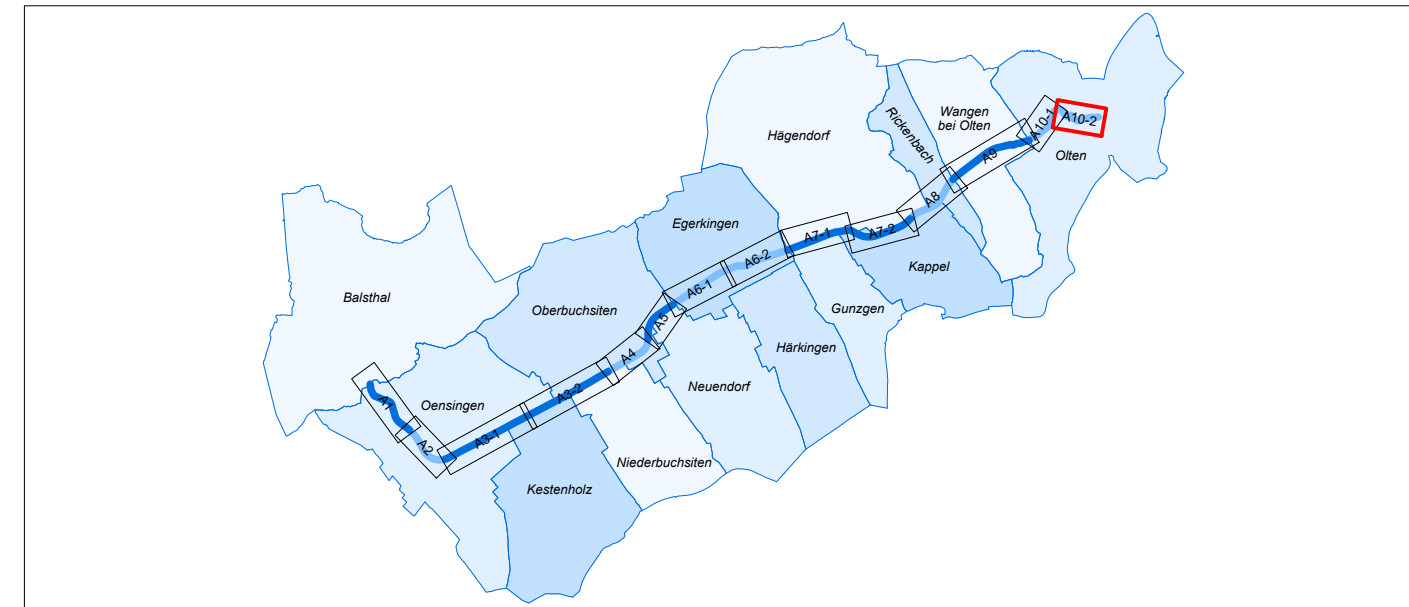 Hägendorf
Rickenbach
Wangen
bei Olten
A10-1
A10-2
Olten
A9
A8
Egerkingen
A7-1
A7-2
A6-2
A6-1
Kappel
Balsthal
Oberbuchsiten
A5
Gunzgen
Härkingen
A4
Neuendorf
A3-2
A1
Oensingen
A3-1
A2
Niederbuchsiten
Kestenholz